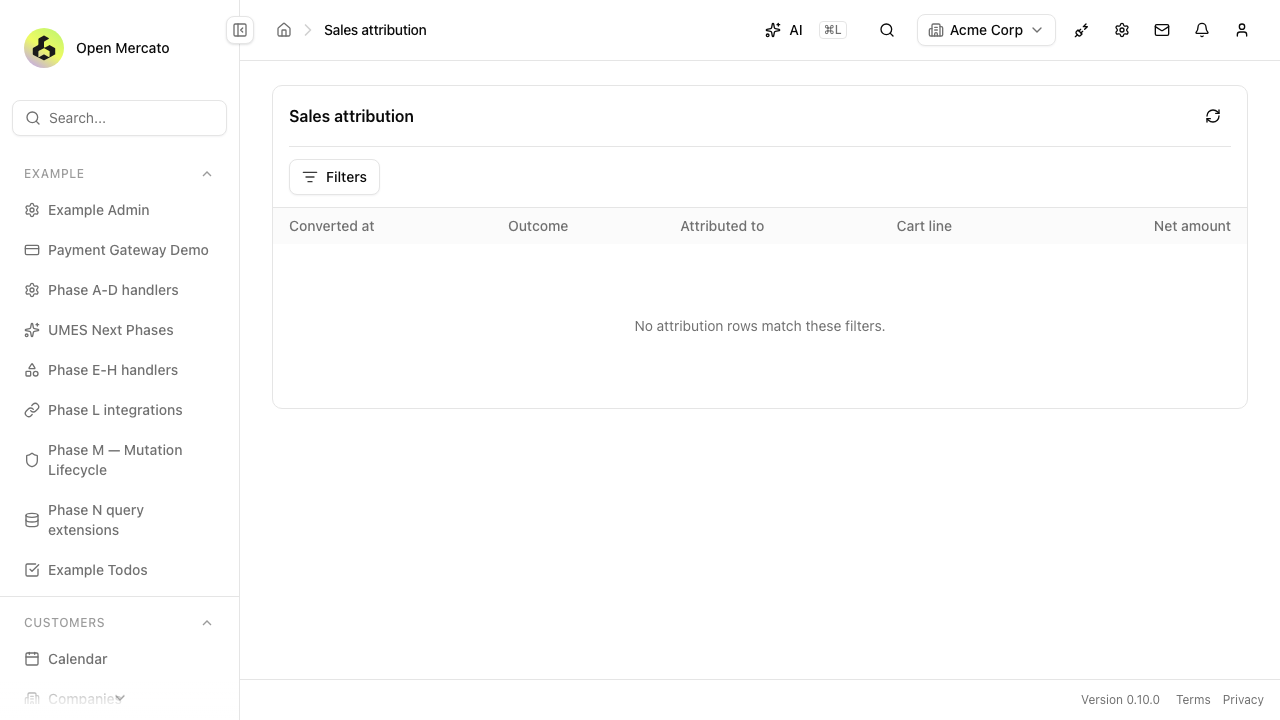 Open Mercato
Sales attribution
AI
⌘L
Acme Corp
Search...
EXAMPLE
Example Admin
Payment Gateway Demo
Phase A-D handlers
UMES Next Phases
Phase E-H handlers
Phase L integrations
Phase M — Mutation
Lifecycle
Phase N query
extensions
Example Todos
CUSTOMERS
Calendar
Companies
Sales attribution
Filters
Converted at
Outcome
Attributed to
Cart line
Net amount
No attribution rows match these filters.
Version 0.10.0
Terms
Privacy